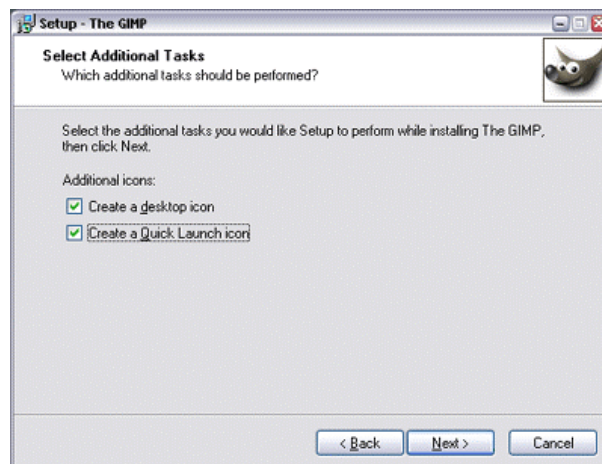 Setup - The GIMP
Select Additional Tasks
Which additional tasks should be performed?
Select the additional tasks you would like Setup to perform while installing The GIMP,
then click Next.
Additional icons:
Create a desktop icon
Create a Quick Launch icon
< Back
Next >
Cancel